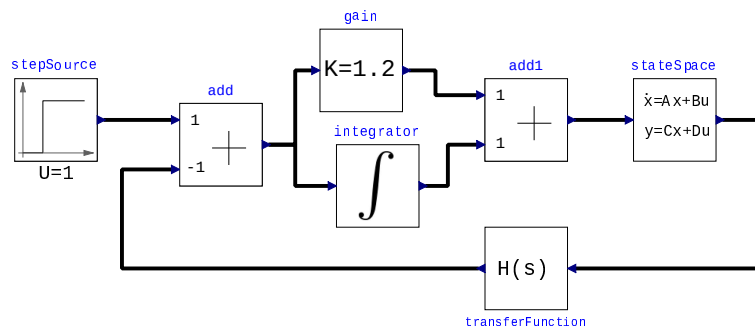 gain
stepSource
K=1.2
add
add1
stateSpace
1
-1
1
1
ẋ=Ax+Bu
y=Cx+Du
integrator
∫
U=1
H(s)
transferFunction